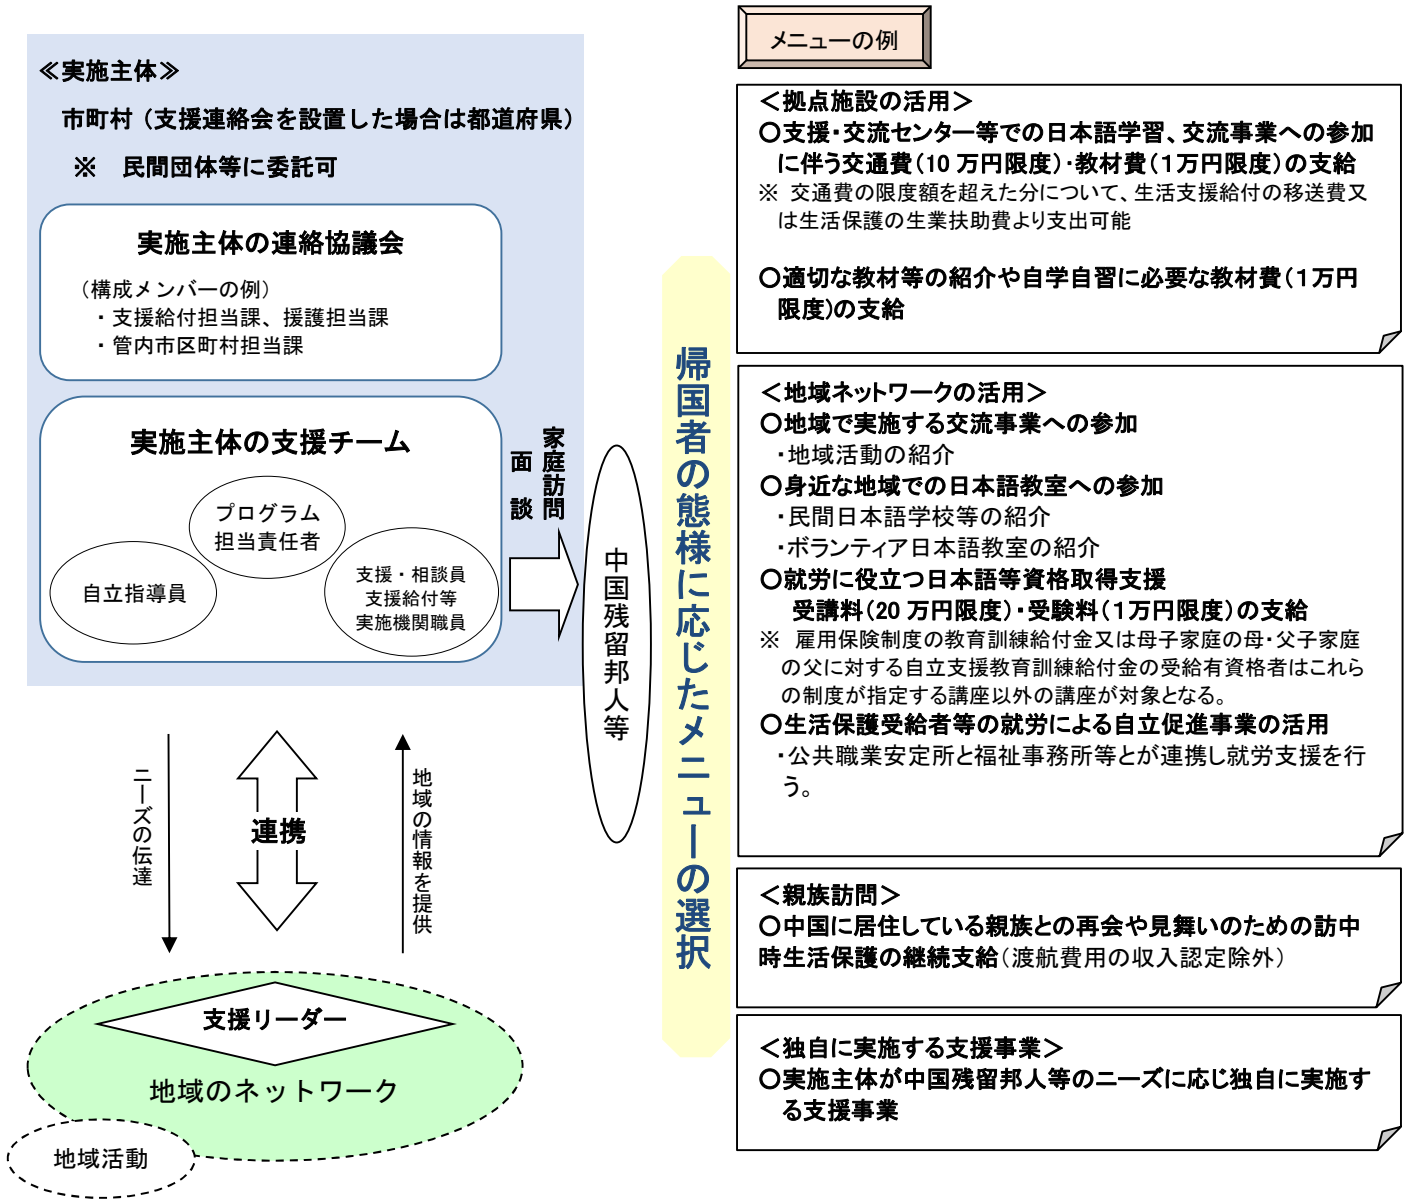 ≪実施主体≫
市町村（支援連絡会を設置した場合は都道府県）
※　民間団体等に委託可
実施主体の連絡協議会
（構成メンバーの例）
・支援給付担当課、援護担当課
・管内市区町村担当課
実施主体の支援チーム
プログラム
担当責任者
自立指導員
支援・相談員
支援給付等
実施機関職員
家庭訪問
面談
中国残留邦人等
ニーズの伝達
連携
地域の情報を提供
支援リーダー
地域のネットワーク
地域活動
帰国者の態様に応じたメニューの選択
メニューの例
＜拠点施設の活用＞
○支援・交流センター等での日本語学習、交流事業への参加
に伴う交通費（10 万円限度）・教材費（１万円限度）の支給
※ 交通費の限度額を超えた分について、生活支援給付の移送費又
は生活保護の生業扶助費より支出可能
○適切な教材等の紹介や自学自習に必要な教材費（１万円
限度)の支給
＜地域ネットワークの活用＞
○地域で実施する交流事業への参加
・地域活動の紹介
○身近な地域での日本語教室への参加
・民間日本語学校等の紹介
・ボランティア日本語教室の紹介
○就労に役立つ日本語等資格取得支援
受講料（20 万円限度）・受験料（１万円限度）の支給
※　雇用保険制度の教育訓練給付金又は母子家庭の母・父子家庭
の父に対する自立支援教育訓練給付金の受給有資格者はこれら
の制度が指定する講座以外の講座が対象となる。
○生活保護受給者等の就労による自立促進事業の活用
・公共職業安定所と福祉事務所等とが連携し就労支援を行
う。
＜親族訪問＞
○中国に居住している親族との再会や見舞いのための訪中
時生活保護の継続支給（渡航費用の収入認定除外）
＜独自に実施する支援事業＞
○実施主体が中国残留邦人等のニーズに応じ独自に実施す
る支援事業